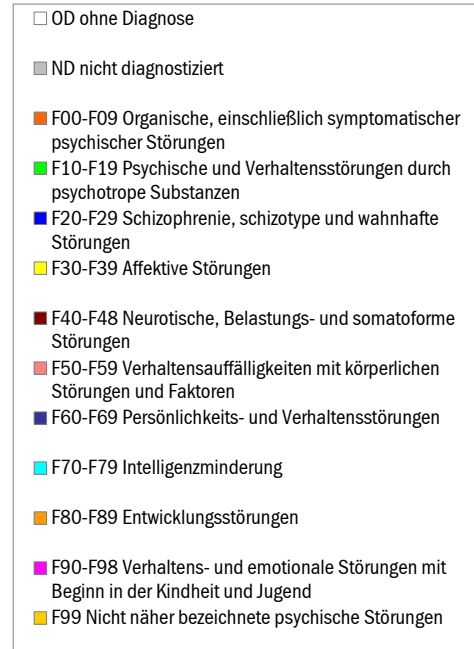 OD ohne Diagnose
ND nicht diagnostiziert
F00-F09 Organische, einschließlich symptomatischer
psychischer Störungen
F10-F19 Psychische und Verhaltensstörungen durch
psychotrope Substanzen
F20-F29 Schizophrenie, schizotype und wahnhafte
Störungen
F30-F39 Affektive Störungen
F40-F48 Neurotische, Belastungs- und somatoforme
Störungen
F50-F59 Verhaltensauffälligkeiten mit körperlichen
Störungen und Faktoren
F60-F69 Persönlichkeits- und Verhaltensstörungen
F70-F79 Intelligenzminderung
F80-F89 Entwicklungsstörungen
F90-F98 Verhaltens- und emotionale Störungen mit
Beginn in der Kindheit und Jugend
F99 Nicht näher bezeichnete psychische Störungen